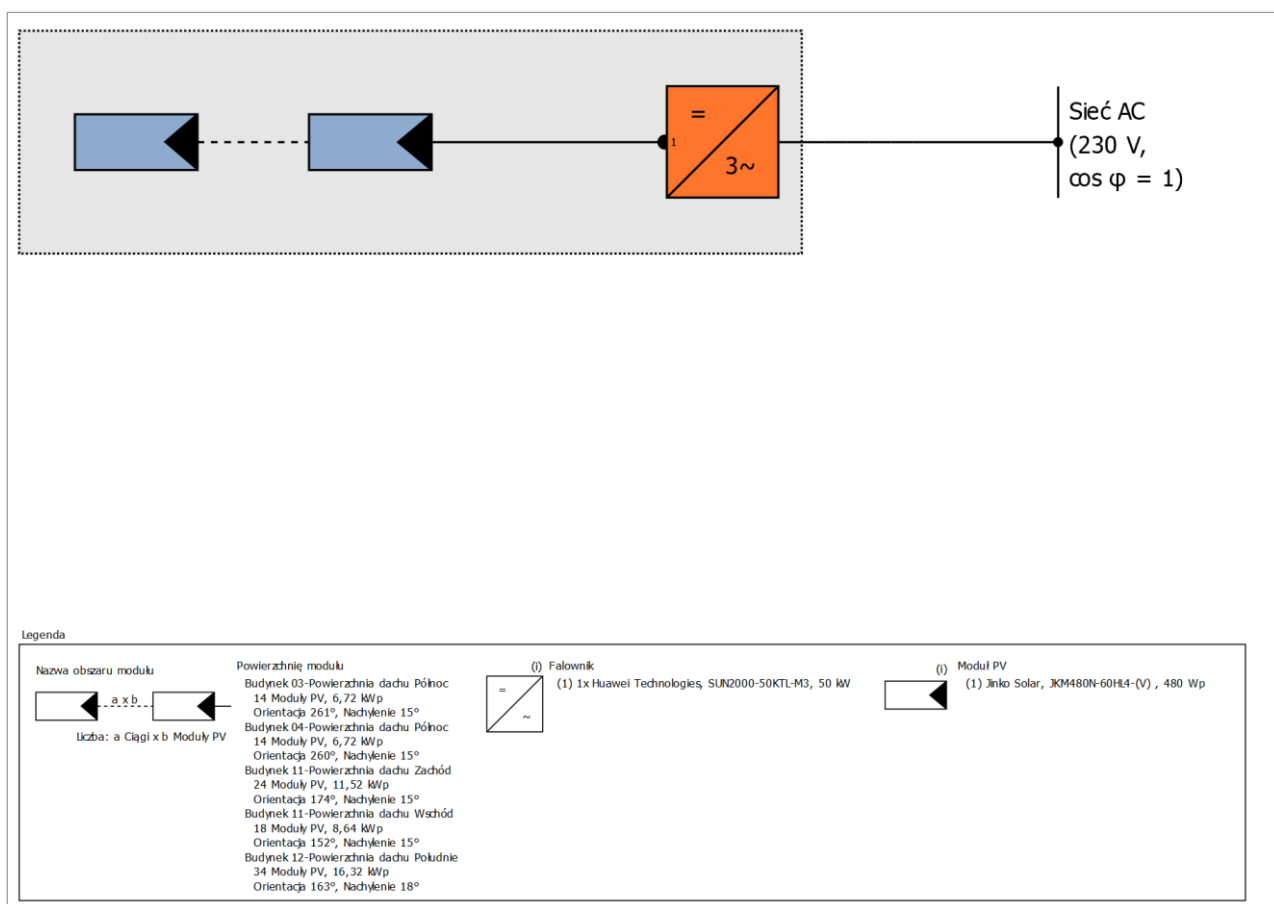 =
1
3~
Sieć AC
(230 V,
cos φ = 1)
Legenda
Nazwa obszaru modułu
a x b
Liczba: a Ciągi x b Moduły PV
Powierzchnię modułu
Budynek 03-Powierzchnia dachu Północ
14 Moduły PV, 6,72 kWp
Orientacja 261°, Nachylenie 15°
Budynek 04-Powierzchnia dachu Północ
14 Moduły PV, 6,72 kWp
Orientacja 260°, Nachylenie 15°
Budynek 11-Powierzchnia dachu Zachód
24 Moduły PV, 11,52 kWp
Orientacja 174°, Nachylenie 15°
Budynek 11-Powierzchnia dachu Wschód
18 Moduły PV, 8,64 kWp
Orientacja 152°, Nachylenie 15°
Budynek 12-Powierzchnia dachu Południe
34 Moduły PV, 16,32 kWp
Orientacja 163°, Nachylenie 18°
(i) Falownik
= ~
(1) 1x Huawei Technologies, SUN2000-50KTL-M3, 50 kW
(i) Moduł PV
(1) Jinko Solar, JKM480N-60HL4-(V) , 480 Wp